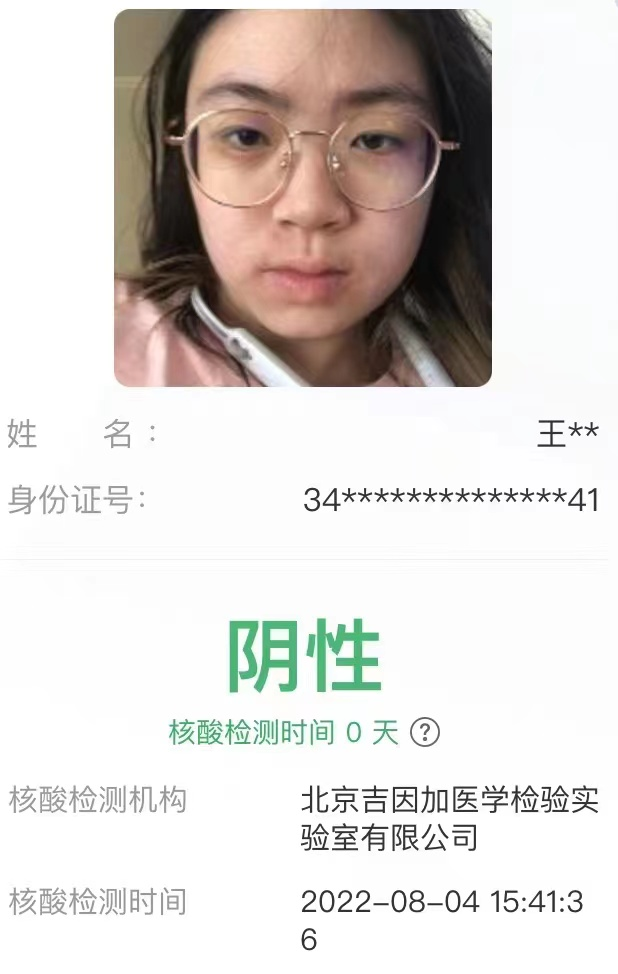 姓 名： 王**
身份证号： 34**************41
阴性
核酸检测时间 0 天 ?
核酸检测机构 北京吉因加医学检验实
验室有限公司
核酸检测时间 2022-08-04 15:41:3
6